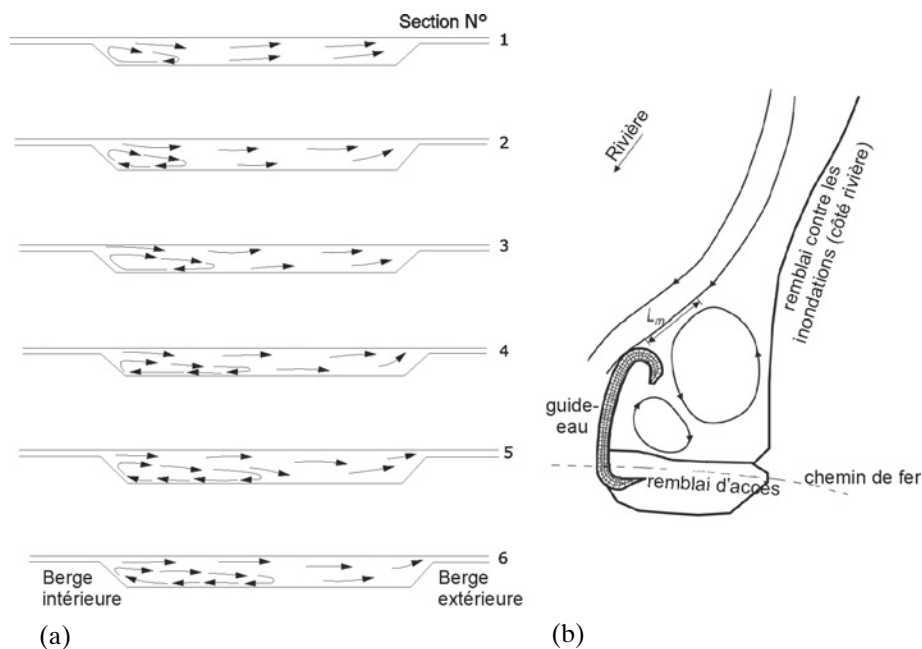 Section N°
1
2
3
4
5
6
Berge
intérieure
Berge
extérieure
(a)
Rivière
remblai contre les
inondations (côté rivière)
Lm
guide-
eau
remblai d'accès
chemin de fer
(b)